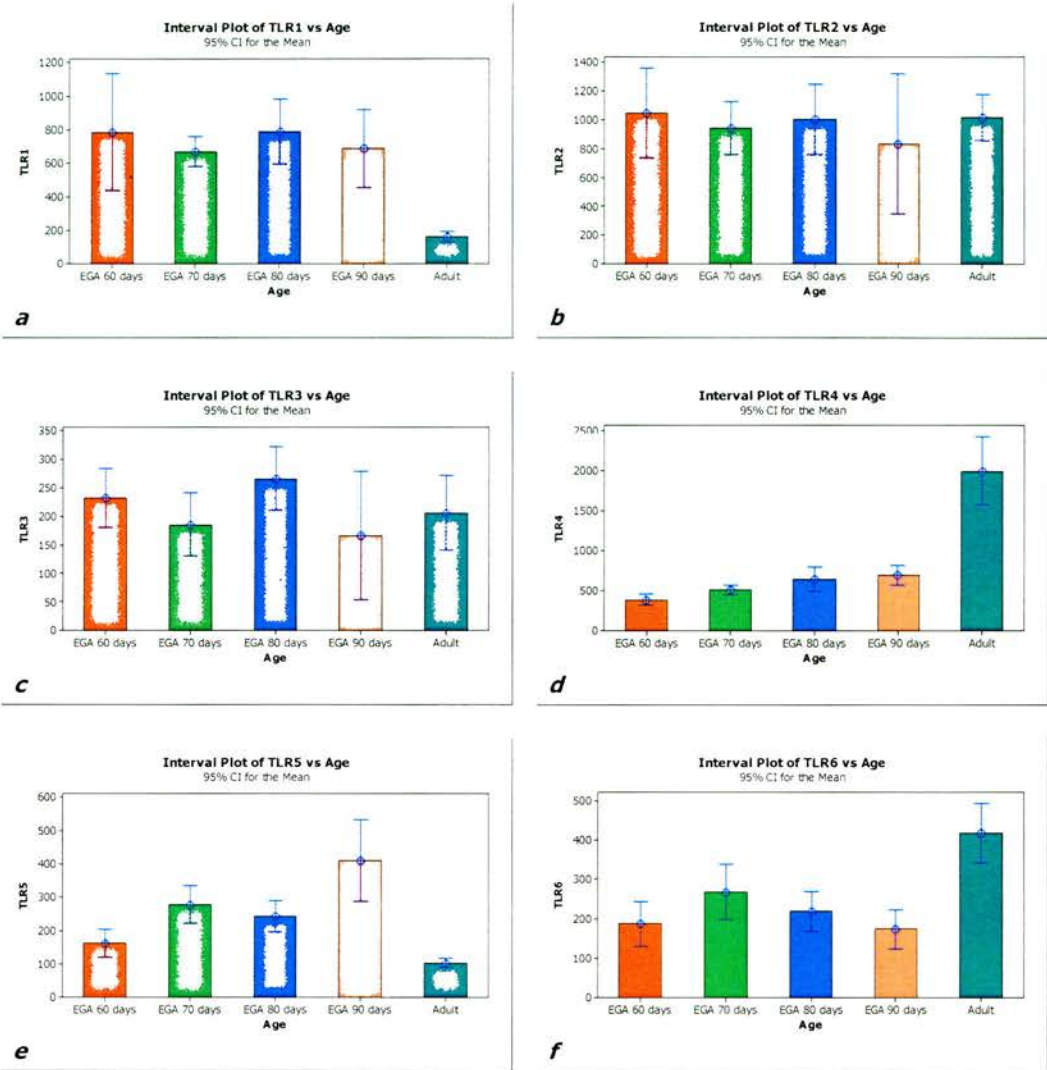 Interval Plot of TLR1 vs Age
95% CI for the Mean
1200
1000
800
600
400
200
0
TLR1
EGA 60 days EGA 70 days EGA 80 days EGA 90 days Adult
Age
a
Interval Plot of TLR2 vs Age
95% CI for the Mean
1400
1200
1000
800
600
400
200
0
TLR2
EGA 60 days EGA 70 days EGA 80 days EGA 90 days Adult
Age
b
Interval Plot of TLR3 vs Age
95% CI for the Mean
350
300
250
200
150
100
50
0
TLR3
EGA 60 days EGA 70 days EGA 80 days EGA 90 days Adult
Age
c
Interval Plot of TLR4 vs Age
95% CI for the Mean
2500
2000
1500
1000
500
0
TLR4
EGA 60 days EGA 70 days EGA 80 days EGA 90 days Adult
Age
d
Interval Plot of TLR5 vs Age
95% CI for the Mean
600
500
400
300
200
100
0
TLR5
EGA 60 days EGA 70 days EGA 80 days EGA 90 days Adult
Age
e
Interval Plot of TLR6 vs Age
95% CI for the Mean
500
400
300
200
100
0
TLR6
EGA 60 days EGA 70 days EGA 80 days EGA 90 days Adult
Age
f